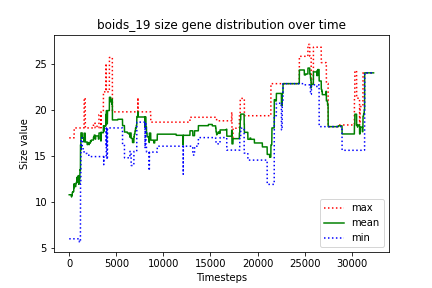 boids_19 size gene distribution over time
Size value
25
20
15
10
5
0
5000
10000
15000
20000
25000
30000
Timesteps
max
mean
min